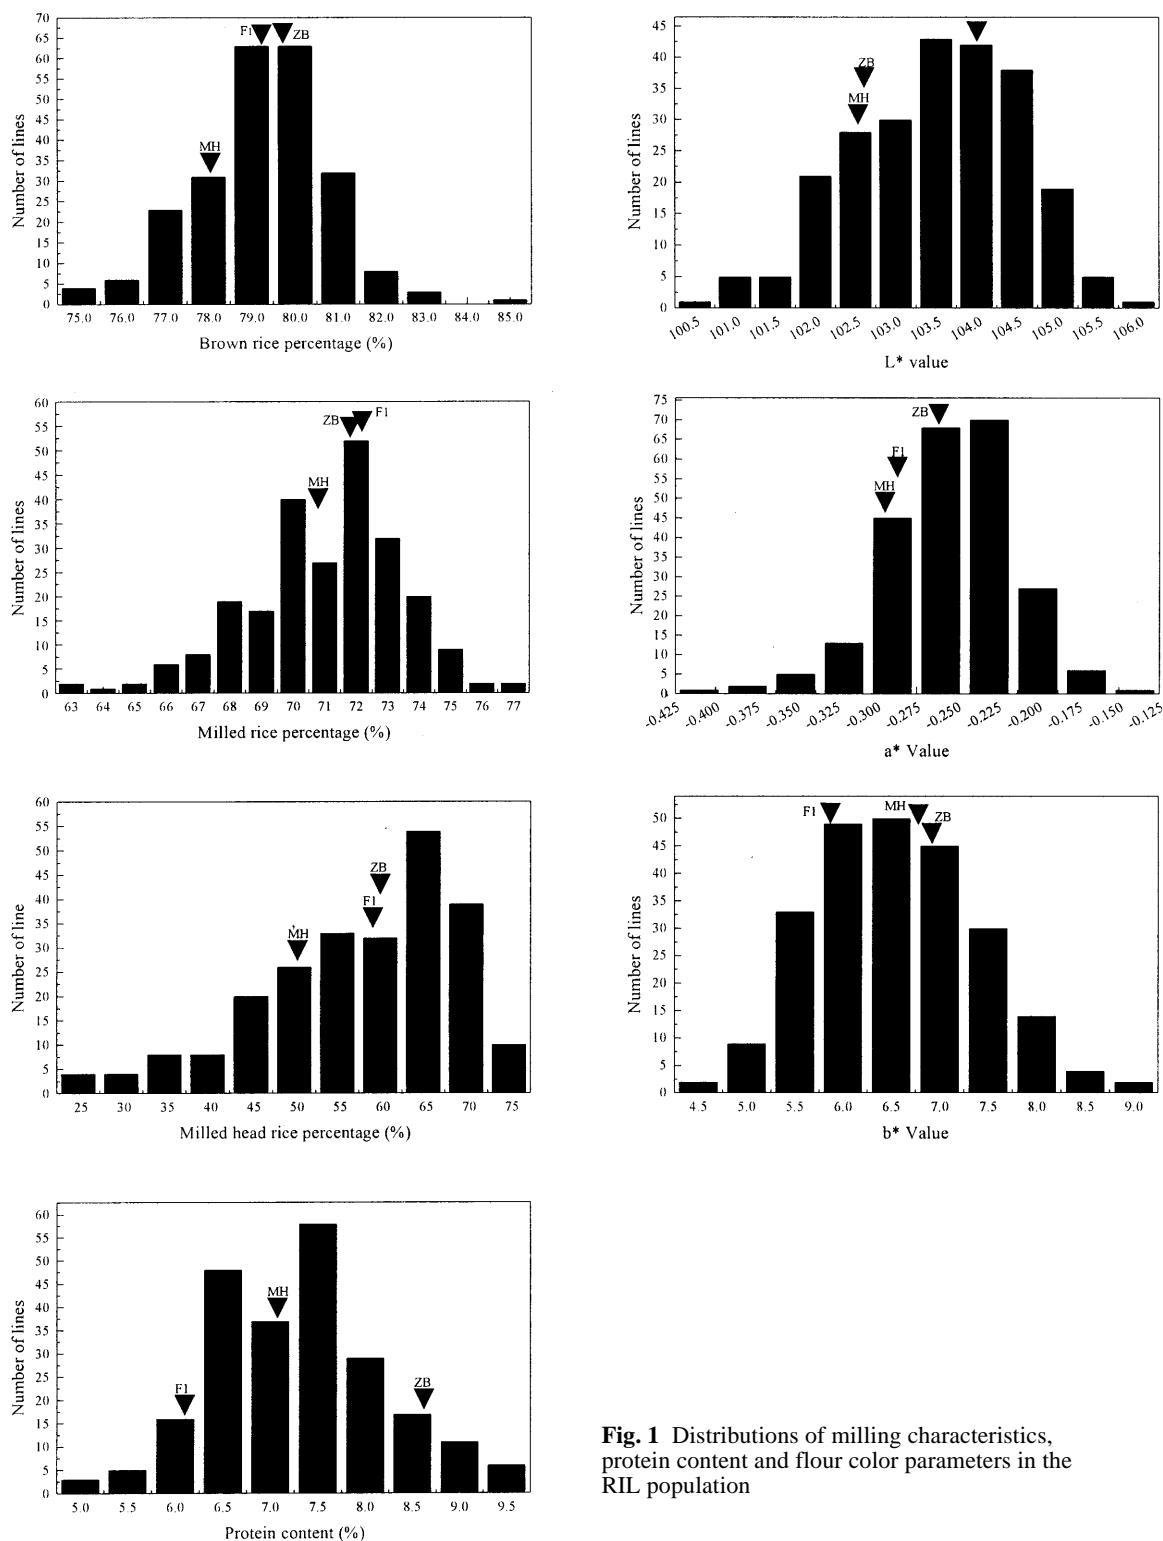 70
65
60
55
50
45
40
35
30
25
20
15
10
5
0
Number of lines
F1
ZB
MH
75.0 76.0 77.0 78.0 79.0 80.0 81.0 82.0 83.0 84.0 85.0
Brown rice percentage (%)
45
40
35
30
25
20
15
10
5
0
Number of lines
ZB
MH
100.5 101.0 101.5 102.0 102.5 103.0 103.5 104.0 104.5 105.0 105.5 106.0
L* value
60
55
50
45
40
35
30
25
20
15
10
5
0
Number of lines
ZB
F1
MH
63 64 65 66 67 68 69 70 71 72 73 74 75 76 77
Milled rice percentage (%)
75
70
65
60
55
50
45
40
35
30
25
20
15
10
5
0
Number of lines
ZB
F1
MH
-0.425 -0.400 -0.375 -0.350 -0.325 -0.300 -0.275 -0.250 -0.225 -0.200 -0.175 -0.150 -0.125
a* Value
60
55
50
45
40
35
30
25
20
15
10
5
0
Number of line
ZB
F1
MH
25 30 35 40 45 50 55 60 65 70 75
Milled head rice percentage (%)
50
45
40
35
30
25
20
15
10
5
0
Number of lines
F1
MH
ZB
4.5 5.0 5.5 6.0 6.5 7.0 7.5 8.0 8.5 9.0
b* Value
60
55
50
45
40
35
30
25
20
15
10
5
0
Number of lines
MH
F1
ZB
5.0 5.5 6.0 6.5 7.0 7.5 8.0 8.5 9.0 9.5
Protein content (%)
Fig. 1 Distributions of milling characteristics,
protein content and flour color parameters in the
RIL population